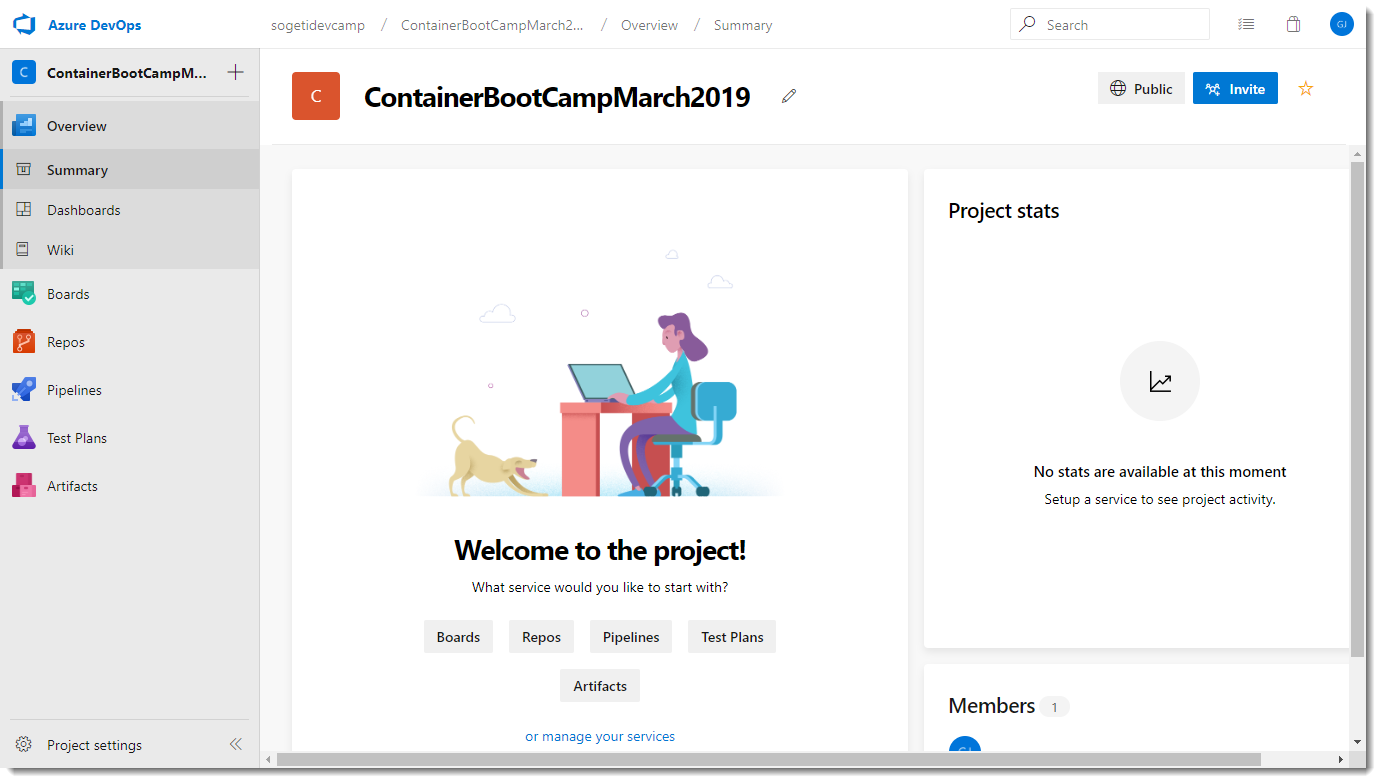 Azure DevOps
sogetidevcamp / ContainerBootCampMarch2... / Overview / Summary
Search
GJ
C ContainerBootCampM...
Overview
Summary
Dashboards
Wiki
Boards
Repos
Pipelines
Test Plans
Artifacts
Project settings
C ContainerBootCampMarch2019
Public
Invite
Welcome to the project!
What service would you like to start with?
Boards Repos Pipelines Test Plans
Artifacts
or manage your services
Project stats
No stats are available at this moment
Setup a service to see project activity.
Members 1
GJ